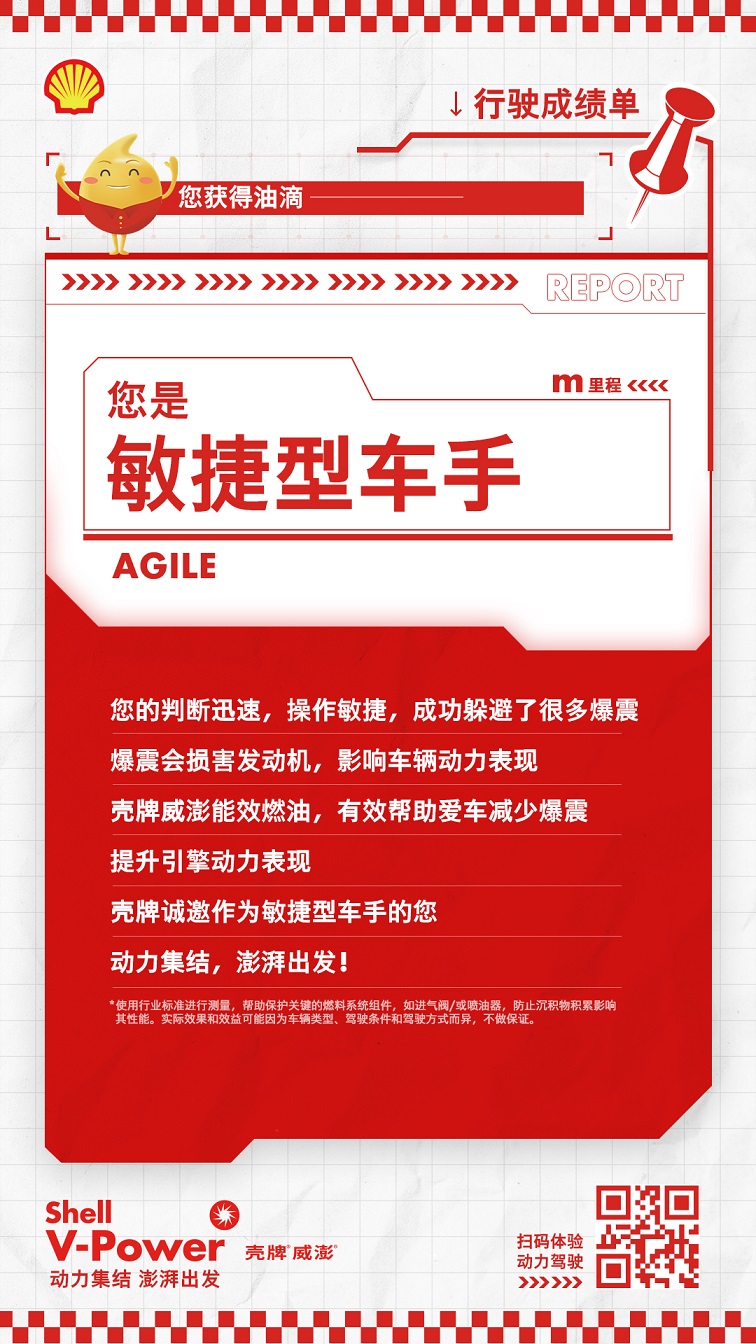 ↓行驶成绩单
您获得油滴
REPORT
m里程
您是
敏捷型车手
AGILE
您的判断迅速，操作敏捷，成功躲避了很多爆震
爆震会损害发动机，影响车辆动力表现
壳牌威澎能效燃油，有效帮助爱车减少爆震
提升引擎动力表现
壳牌诚邀作为敏捷型车手的您
动力集结，澎湃出发！
*使用行业标准进行测量，帮助保护关键的燃料系统组件，如进气阀/或喷油器，防止沉积物积累影响
其性能。实际效果和效益可能因为车辆类型、驾驶条件和驾驶方式而异，不做保证。
Shell
V-Power 壳牌®威澎®
动力集结 澎湃出发
扫码体验
动力驾驶